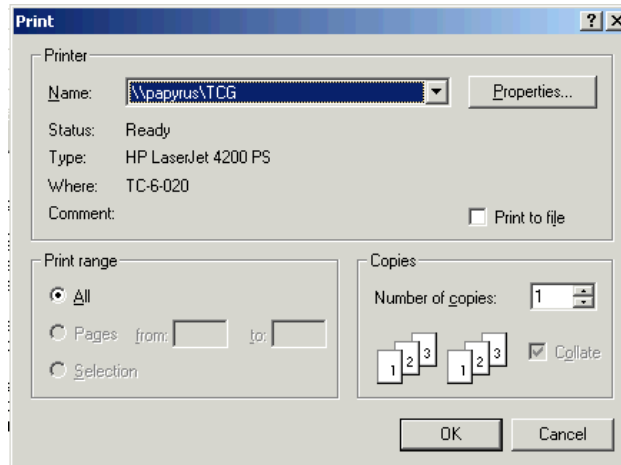 Print
Printer
Name: \\papyrus\TCG Properties...
Status: Ready
Type: HP LaserJet 4200 PS
Where: TC-6-020
Comment: Print to file
Print range
All
Pages from: to:
Selection
Copies
Number of copies: 1
1 2 3 1 2 3 Collate
OK Cancel